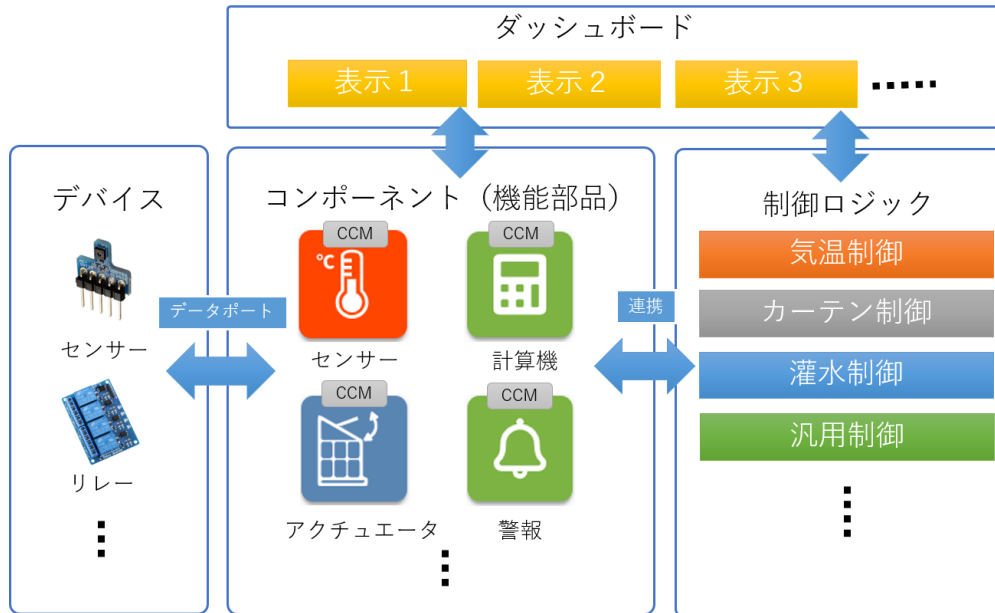 ダッシュボード
表示１
表示２
表示３
デバイス
センサー
リレー
データポート
コンポーネント（機能部品）
CCM
℃
センサー
CCM
計算機
CCM
アクチュエータ
CCM
警報
連携
制御ロジック
気温制御
カーテン制御
灌水制御
汎用制御